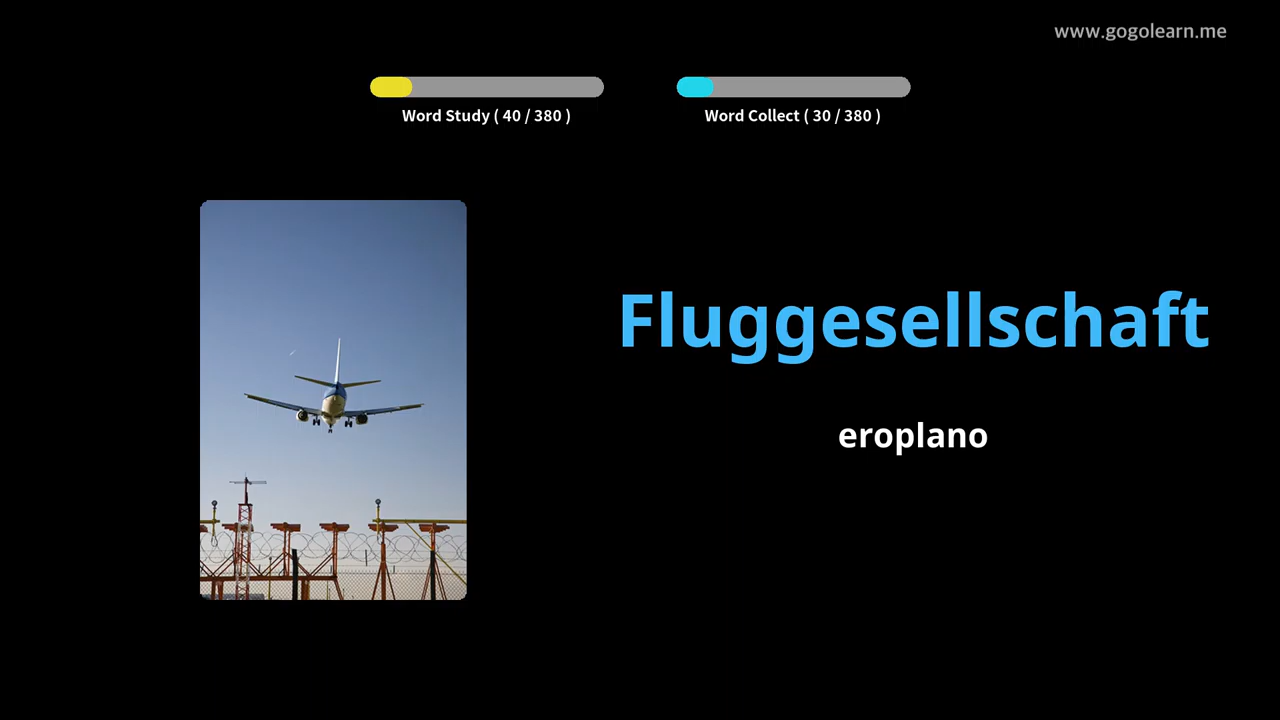 www.gogolearn.me
Word Study ( 40 / 380 )
Word Collect ( 30 / 380 )
Fluggesellschaft
eroplano